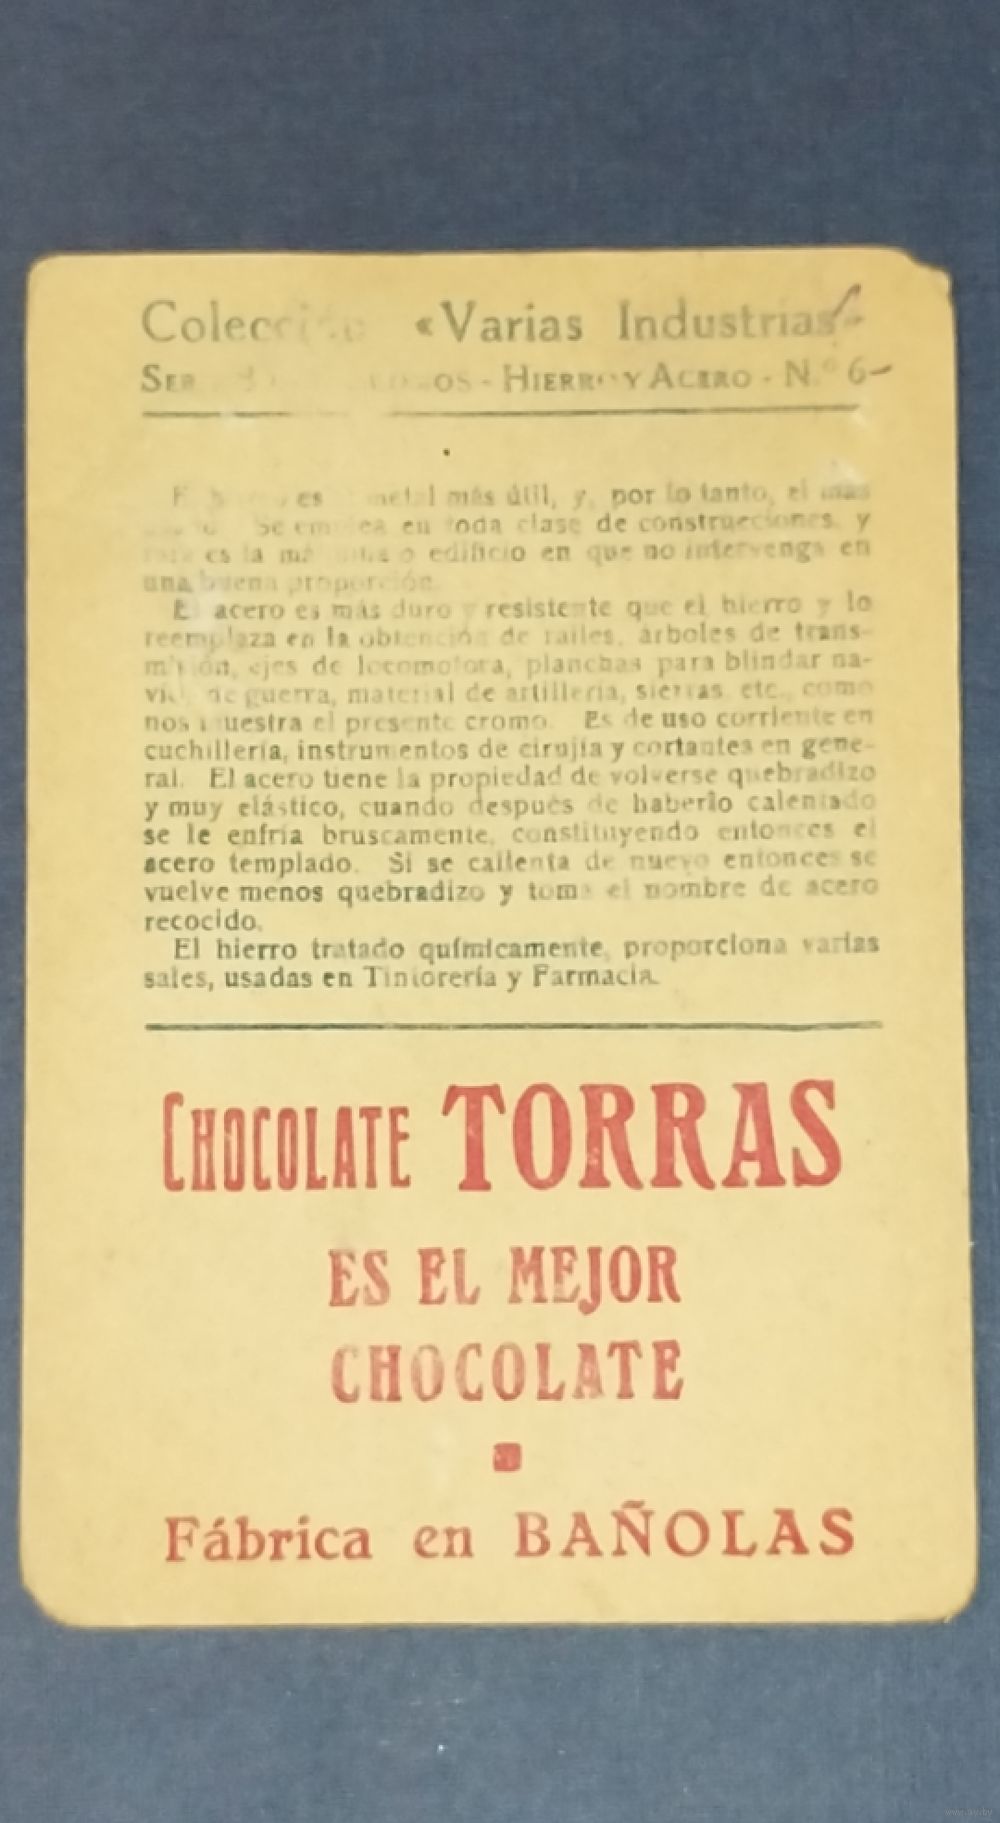 Colección «Varias Industrias
- Hierro y Acero - N.º 6-
es metal más útil, y, por lo tanto, el más
Se emplea en toda clase de construcciones, y
es la máquina o edificio en que no intervenga en
una buena proporción.
El acero es más duro y resistente que el hierro y lo
reemplaza en la obtención de raíles, árboles de trans-
misión, ejes de locomotora, planchas para blindar na-
víos de guerra, material de artillería, sierras, etc., como
nos muestra el presente cromo. Es de uso corriente en
cuchillería, instrumentos de cirujía y cortantes en gene-
ral. El acero tiene la propiedad de volverse quebradizo
y muy elástico, cuando después de haberlo calentado
se le enfría bruscamente, constituyendo entonces el
acero templado. Si se calienta de nuevo entonces se
vuelve menos quebradizo y toma el nombre de acero
recocido.
El hierro tratado químicamente, proporciona varias
sales, usadas en Tintorería y Farmacia.
CHOCOLATE TORRAS
ES EL MEJOR
CHOCOLATE
Fábrica en BAÑOLAS